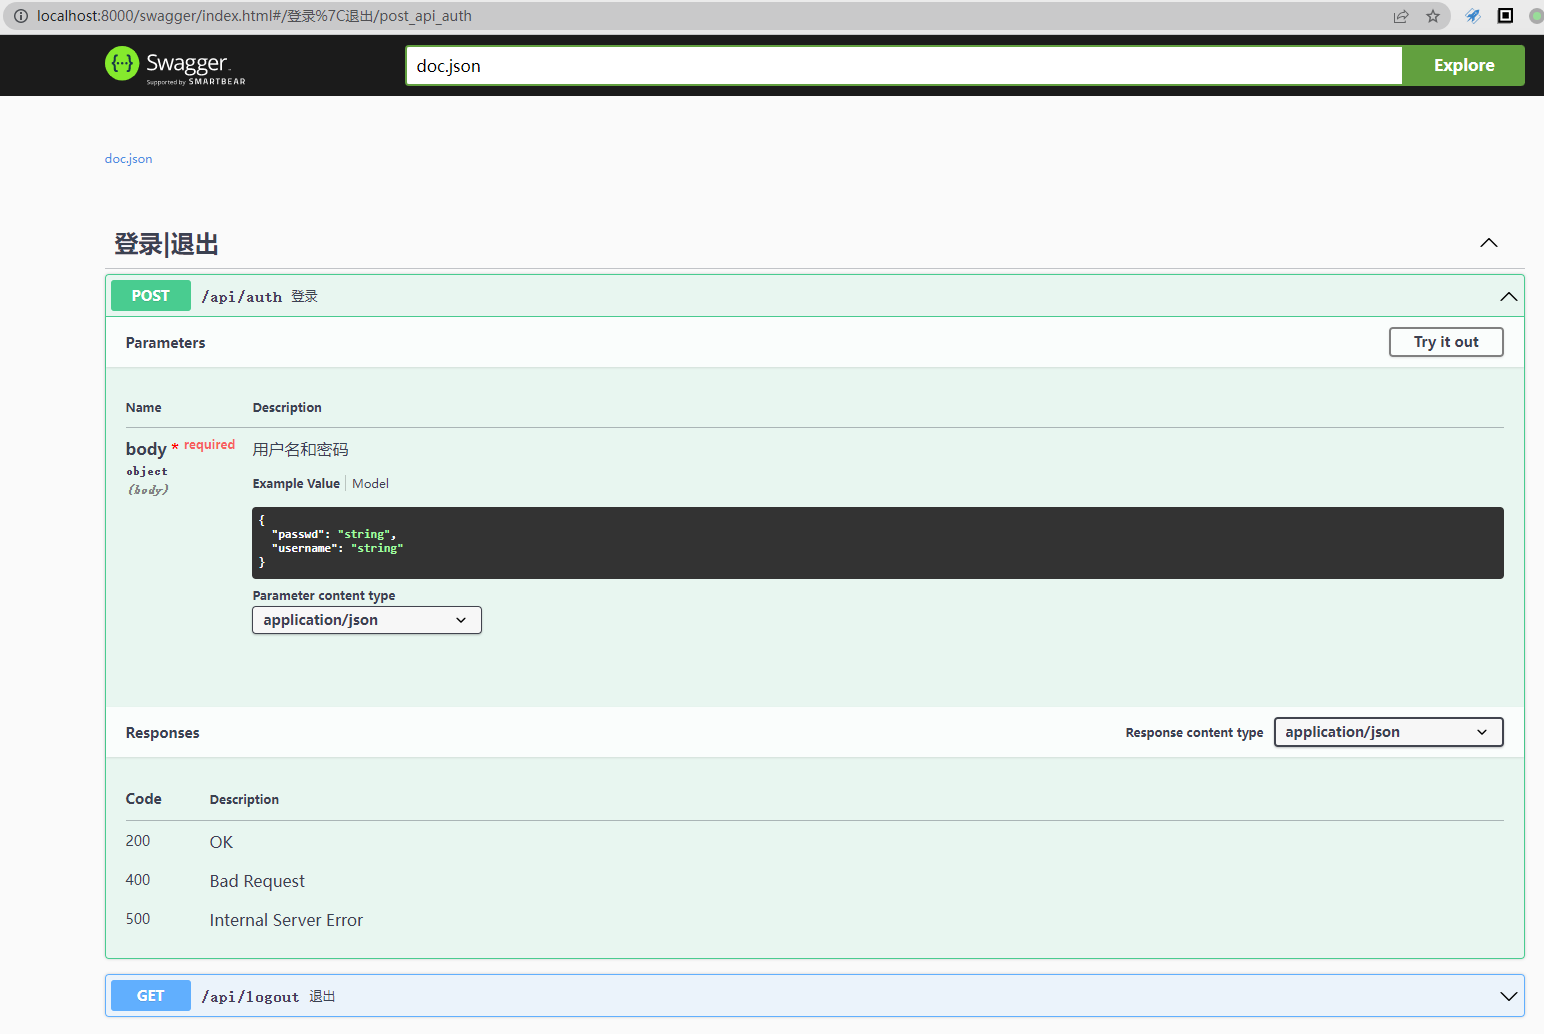 localhost:8000/swagger/index.html#/登录%7C退出/post_api_auth
{...} Swagger.
Supported by SMARTBEAR
doc.json
Explore
doc.json
登录|退出
POST /api/auth 登录
Parameters Try it out
Name Description
body * required 用户名和密码
object
(body)
Example Value Model
{
"passwd": "string",
"username": "string"
}
Parameter content type
application/json
Responses Response content type application/json
Code Description
200 OK
400 Bad Request
500 Internal Server Error
GET /api/logout 退出